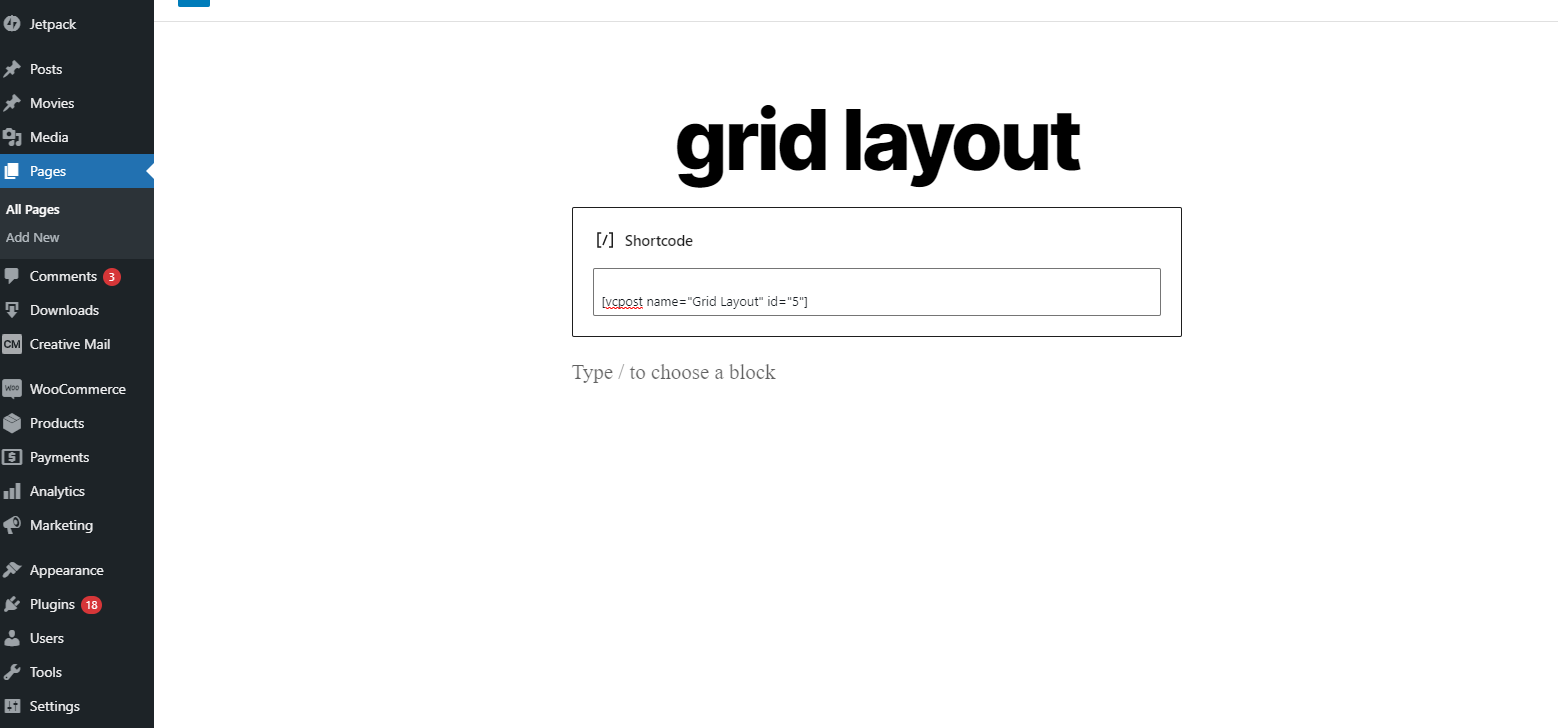 Jetpack
Posts
Movies
Media
Pages
All Pages
Add New
Comments 3
Downloads
CM Creative Mail
Woo WooCommerce
Products
Payments
Analytics
Marketing
Appearance
Plugins 18
Users
Tools
Settings
grid layout
[/] Shortcode
[vcpost name="Grid Layout" id="5"]
Type / to choose a block